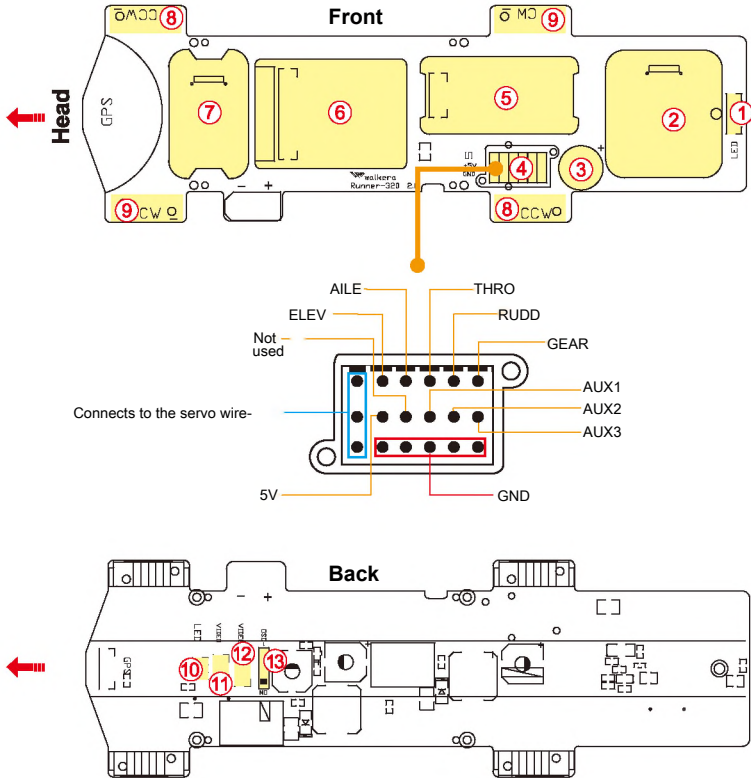 Front
CCW
⑧
CW
⑨
Head
GPS
⑦
⑥
⑤
②
①
LED
S
+5V
GND
④
③
+
⑨
CW
− +
walkera
Runner-320
⑧
CCW
AILE
THRO
ELEV
RUDD
Not
used
GEAR
AUX1
Connects to the servo wire-
AUX2
AUX3
5V
GND
Back
− +
LED
VIDEO
VIDEO
OSD
⑫
⑬
⑩
⑪
GPS